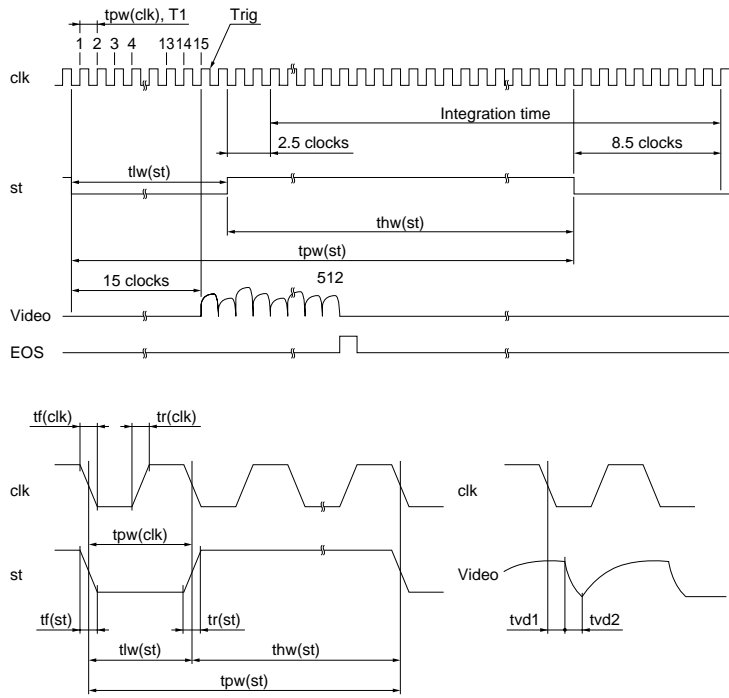 tpw(clk), T1
Trig
1 2 3 4 13 14 15
clk
Integration time
2.5 clocks
8.5 clocks
tlw(st)
st
thw(st)
tpw(st)
15 clocks
512
Video
EOS
tf(clk)
tr(clk)
clk
clk
tpw(clk)
st
Video
tf(st)
tr(st)
tvd1
tvd2
tlw(st)
thw(st)
tpw(st)